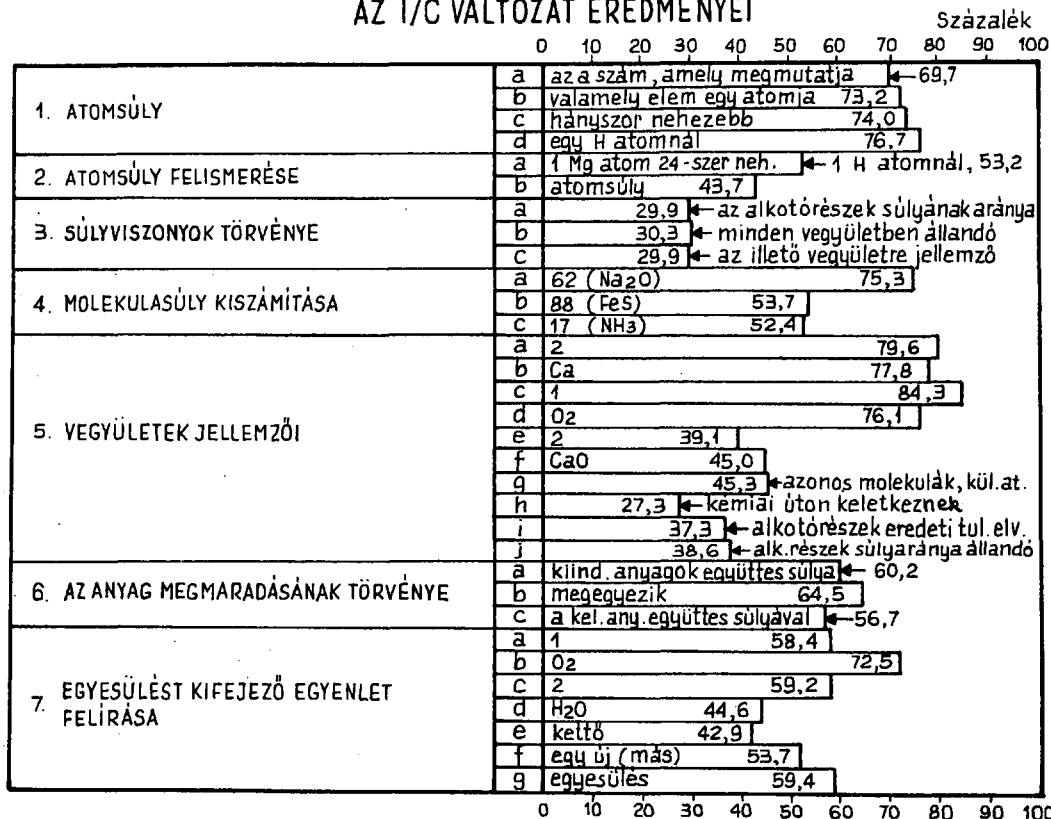 AZ I/C VÁLTOZAT EREDMÉNYEI
Százalék
0 10 20 30 40 50 60 70 80 90 100
1. ATOMSÚLY
a az a szám, amely megmutatja 69,7
b valamely elem egy atomja 73,2
c hányszor nehezebb 74,0
d egy H atomnál 76,7
2. ATOMSÚLY FELISMERÉSE
a 1 Mg atom 24-szer neh. 1 H atomnál, 53,2
b atomsúly 43,7
3. SÚLYVISZONYOK TÖRVÉNYE
a 29,9 az alkotórészek súlyának aránya
b 30,3 minden vegyületben állandó
c 29,9 az illető vegyületre jellemző
4. MOLEKULASÚLY KISZÁMÍTÁSA
a 62 (Na2O) 75,3
b 88 (FeS) 53,7
c 17 (NH3) 52,4
5. VEGYÜLETEK JELLEMZŐI
a 2 79,6
b Ca 77,8
c 1 84,3
d O2 76,1
e 2 39,1
f CaO 45,0
g 45,3 azonos molekulák, kül. at.
h 27,3 kémiai úton keletkeznek
i 37,3 alkotórészek eredeti tul. elv.
j 38,6 alk. részek súlyaránya állandó
6. AZ ANYAG MEGMARADÁSÁNAK TÖRVÉNYE
a kiind. anyagok együttes súlya 60,2
b megegyezik 64,5
c a kel. any. együttes súlyával 56,7
7. EGYESÜLÉST KIFEJEZŐ EGYENLET
FELÍRÁSA
a 1 58,4
b O2 72,5
c 2 59,2
d H2O 44,6
e kettő 42,9
f egy új (más) 53,7
g egyesülés 59,4
0 10 20 30 40 50 60 70 80 90 100